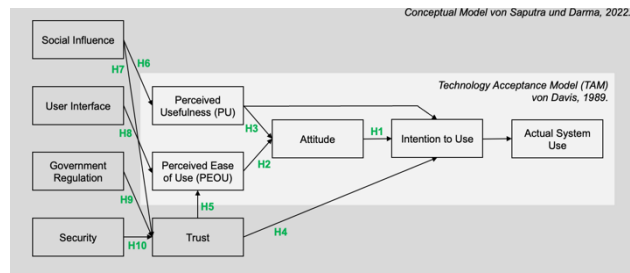 Conceptual Model von Saputra und Darma, 2022.
Social Influence
H7
H6
Technology Acceptance Model (TAM)
von Davis, 1989.
User Interface
Perceived
Usefulness (PU)
H3
H1
Attitude
Intention to Use
Actual System
Use
H8
Government
Regulation
Perceived Ease
of Use (PEOU)
H2
H9
H5
Security
H10
Trust
H4